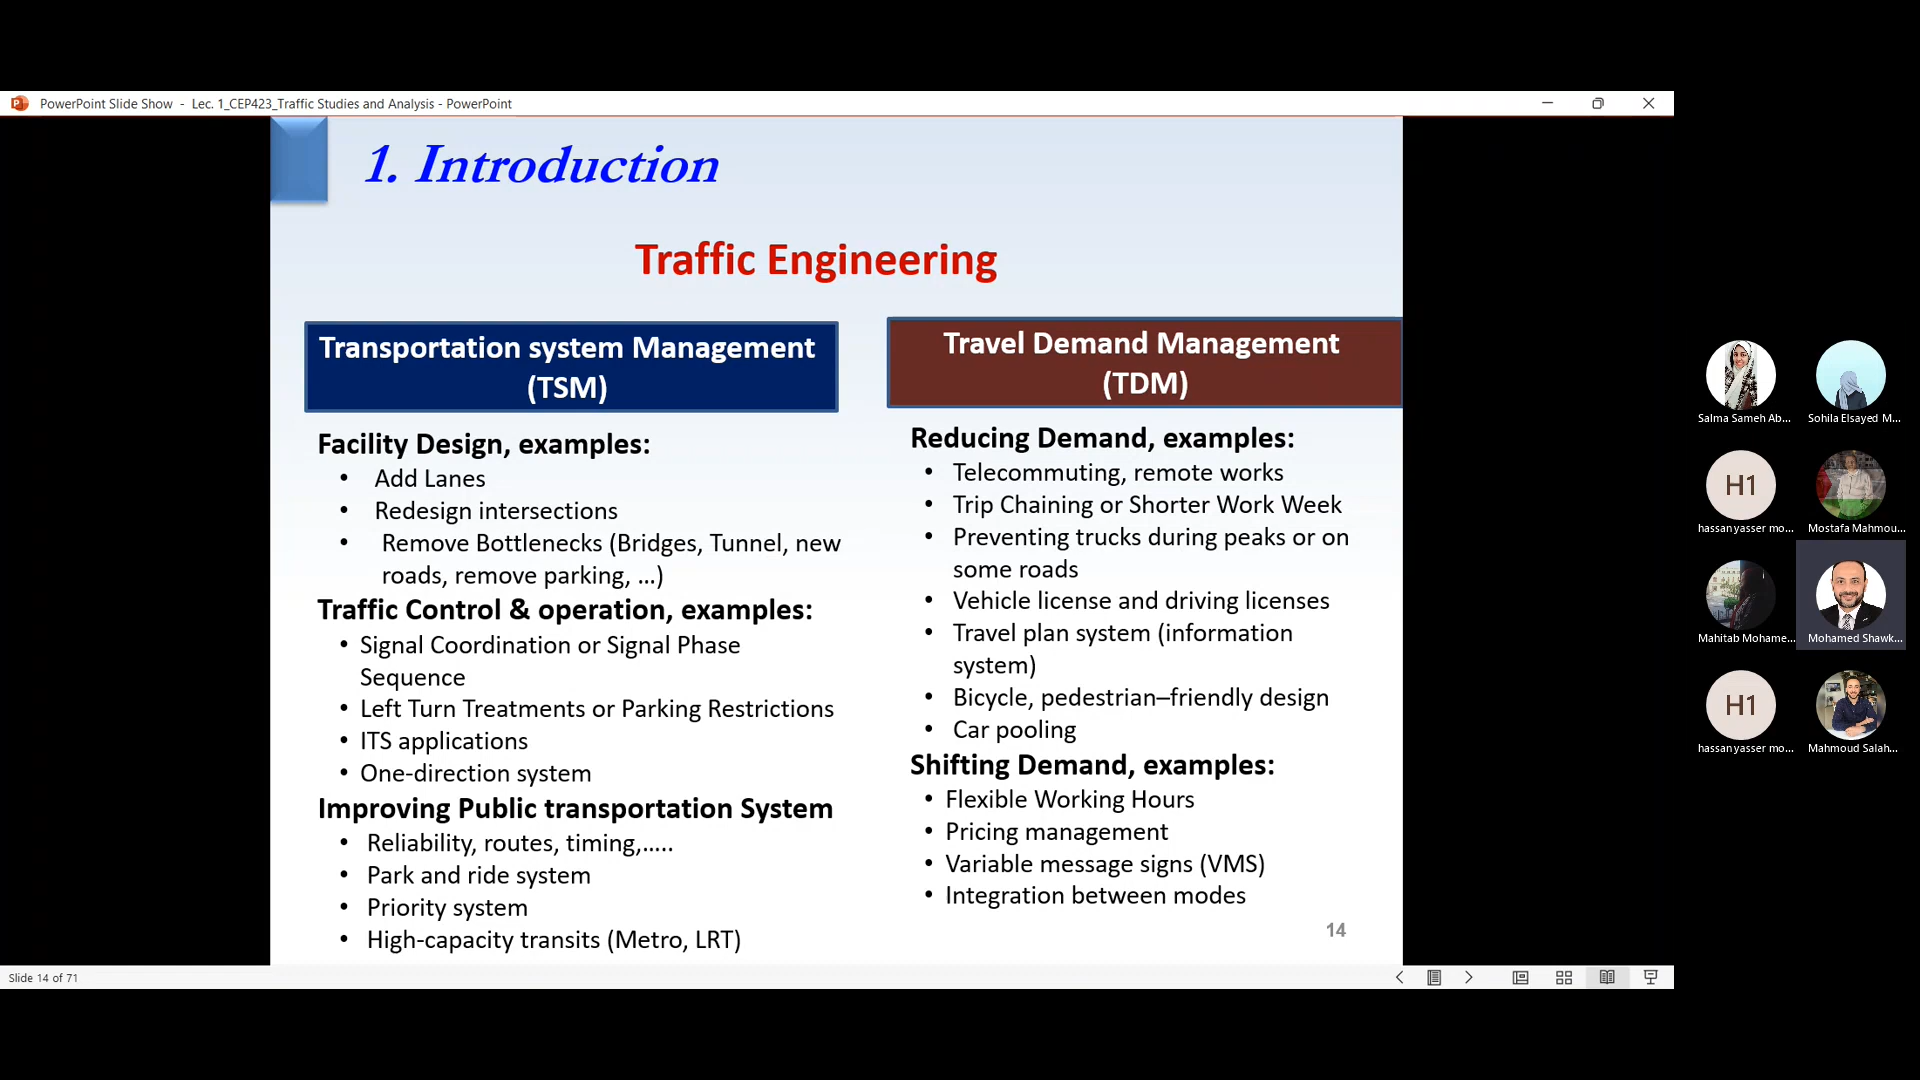 PowerPoint Slide Show - Lec. 1_CEP423_Traffic Studies and Analysis - PowerPoint
1. Introduction
Traffic Engineering
Transportation system Management
(TSM)
Facility Design, examples:
• Add Lanes
• Redesign intersections
• Remove Bottlenecks (Bridges, Tunnel, new
roads, remove parking, ...)
Traffic Control & operation, examples:
• Signal Coordination or Signal Phase
Sequence
• Left Turn Treatments or Parking Restrictions
• ITS applications
• One-direction system
Improving Public transportation System
• Reliability, routes, timing,.....
• Park and ride system
• Priority system
• High-capacity transits (Metro, LRT)
Travel Demand Management
(TDM)
Reducing Demand, examples:
• Telecommuting, remote works
• Trip Chaining or Shorter Work Week
• Preventing trucks during peaks or on
some roads
• Vehicle license and driving licenses
• Travel plan system (information
system)
• Bicycle, pedestrian–friendly design
• Car pooling
Shifting Demand, examples:
• Flexible Working Hours
• Pricing management
• Variable message signs (VMS)
• Integration between modes
14
Slide 14 of 71
Salma Sameh Ab...
Sohila Elsayed M...
H1
hassan yasser mo...
Mostafa Mahmou...
Mahitab Mohame...
Mohamed Shawk...
H1
hassan yasser mo...
Mahmoud Salah...